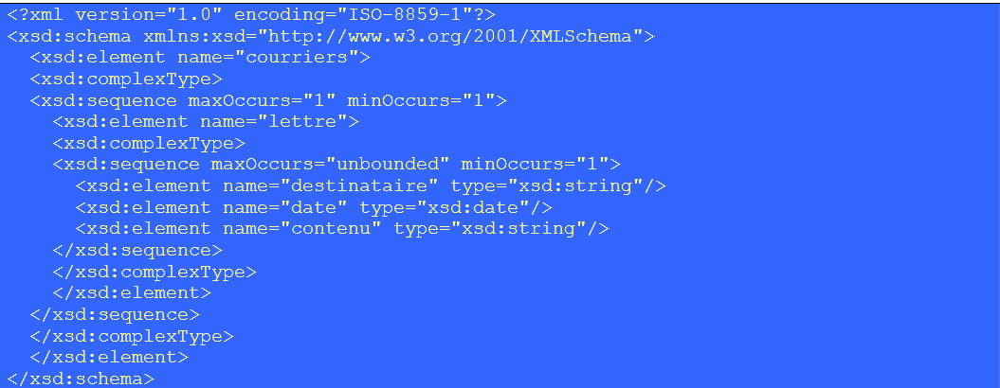 <?xml version="1.0" encoding="ISO-8859-1"?>
<xsd:schema xmlns:xsd="http://www.w3.org/2001/XMLSchema">
  <xsd:element name="courriers">
  <xsd:complexType>
  <xsd:sequence maxOccurs="1" minOccurs="1">
    <xsd:element name="lettre">
    <xsd:complexType>
    <xsd:sequence maxOccurs="unbounded" minOccurs="1">
      <xsd:element name="destinataire" type="xsd:string"/>
      <xsd:element name="date" type="xsd:date"/>
      <xsd:element name="contenu" type="xsd:string"/>
    </xsd:sequence>
    </xsd:complexType>
    </xsd:element>
  </xsd:sequence>
  </xsd:complexType>
  </xsd:element>
</xsd:schema>